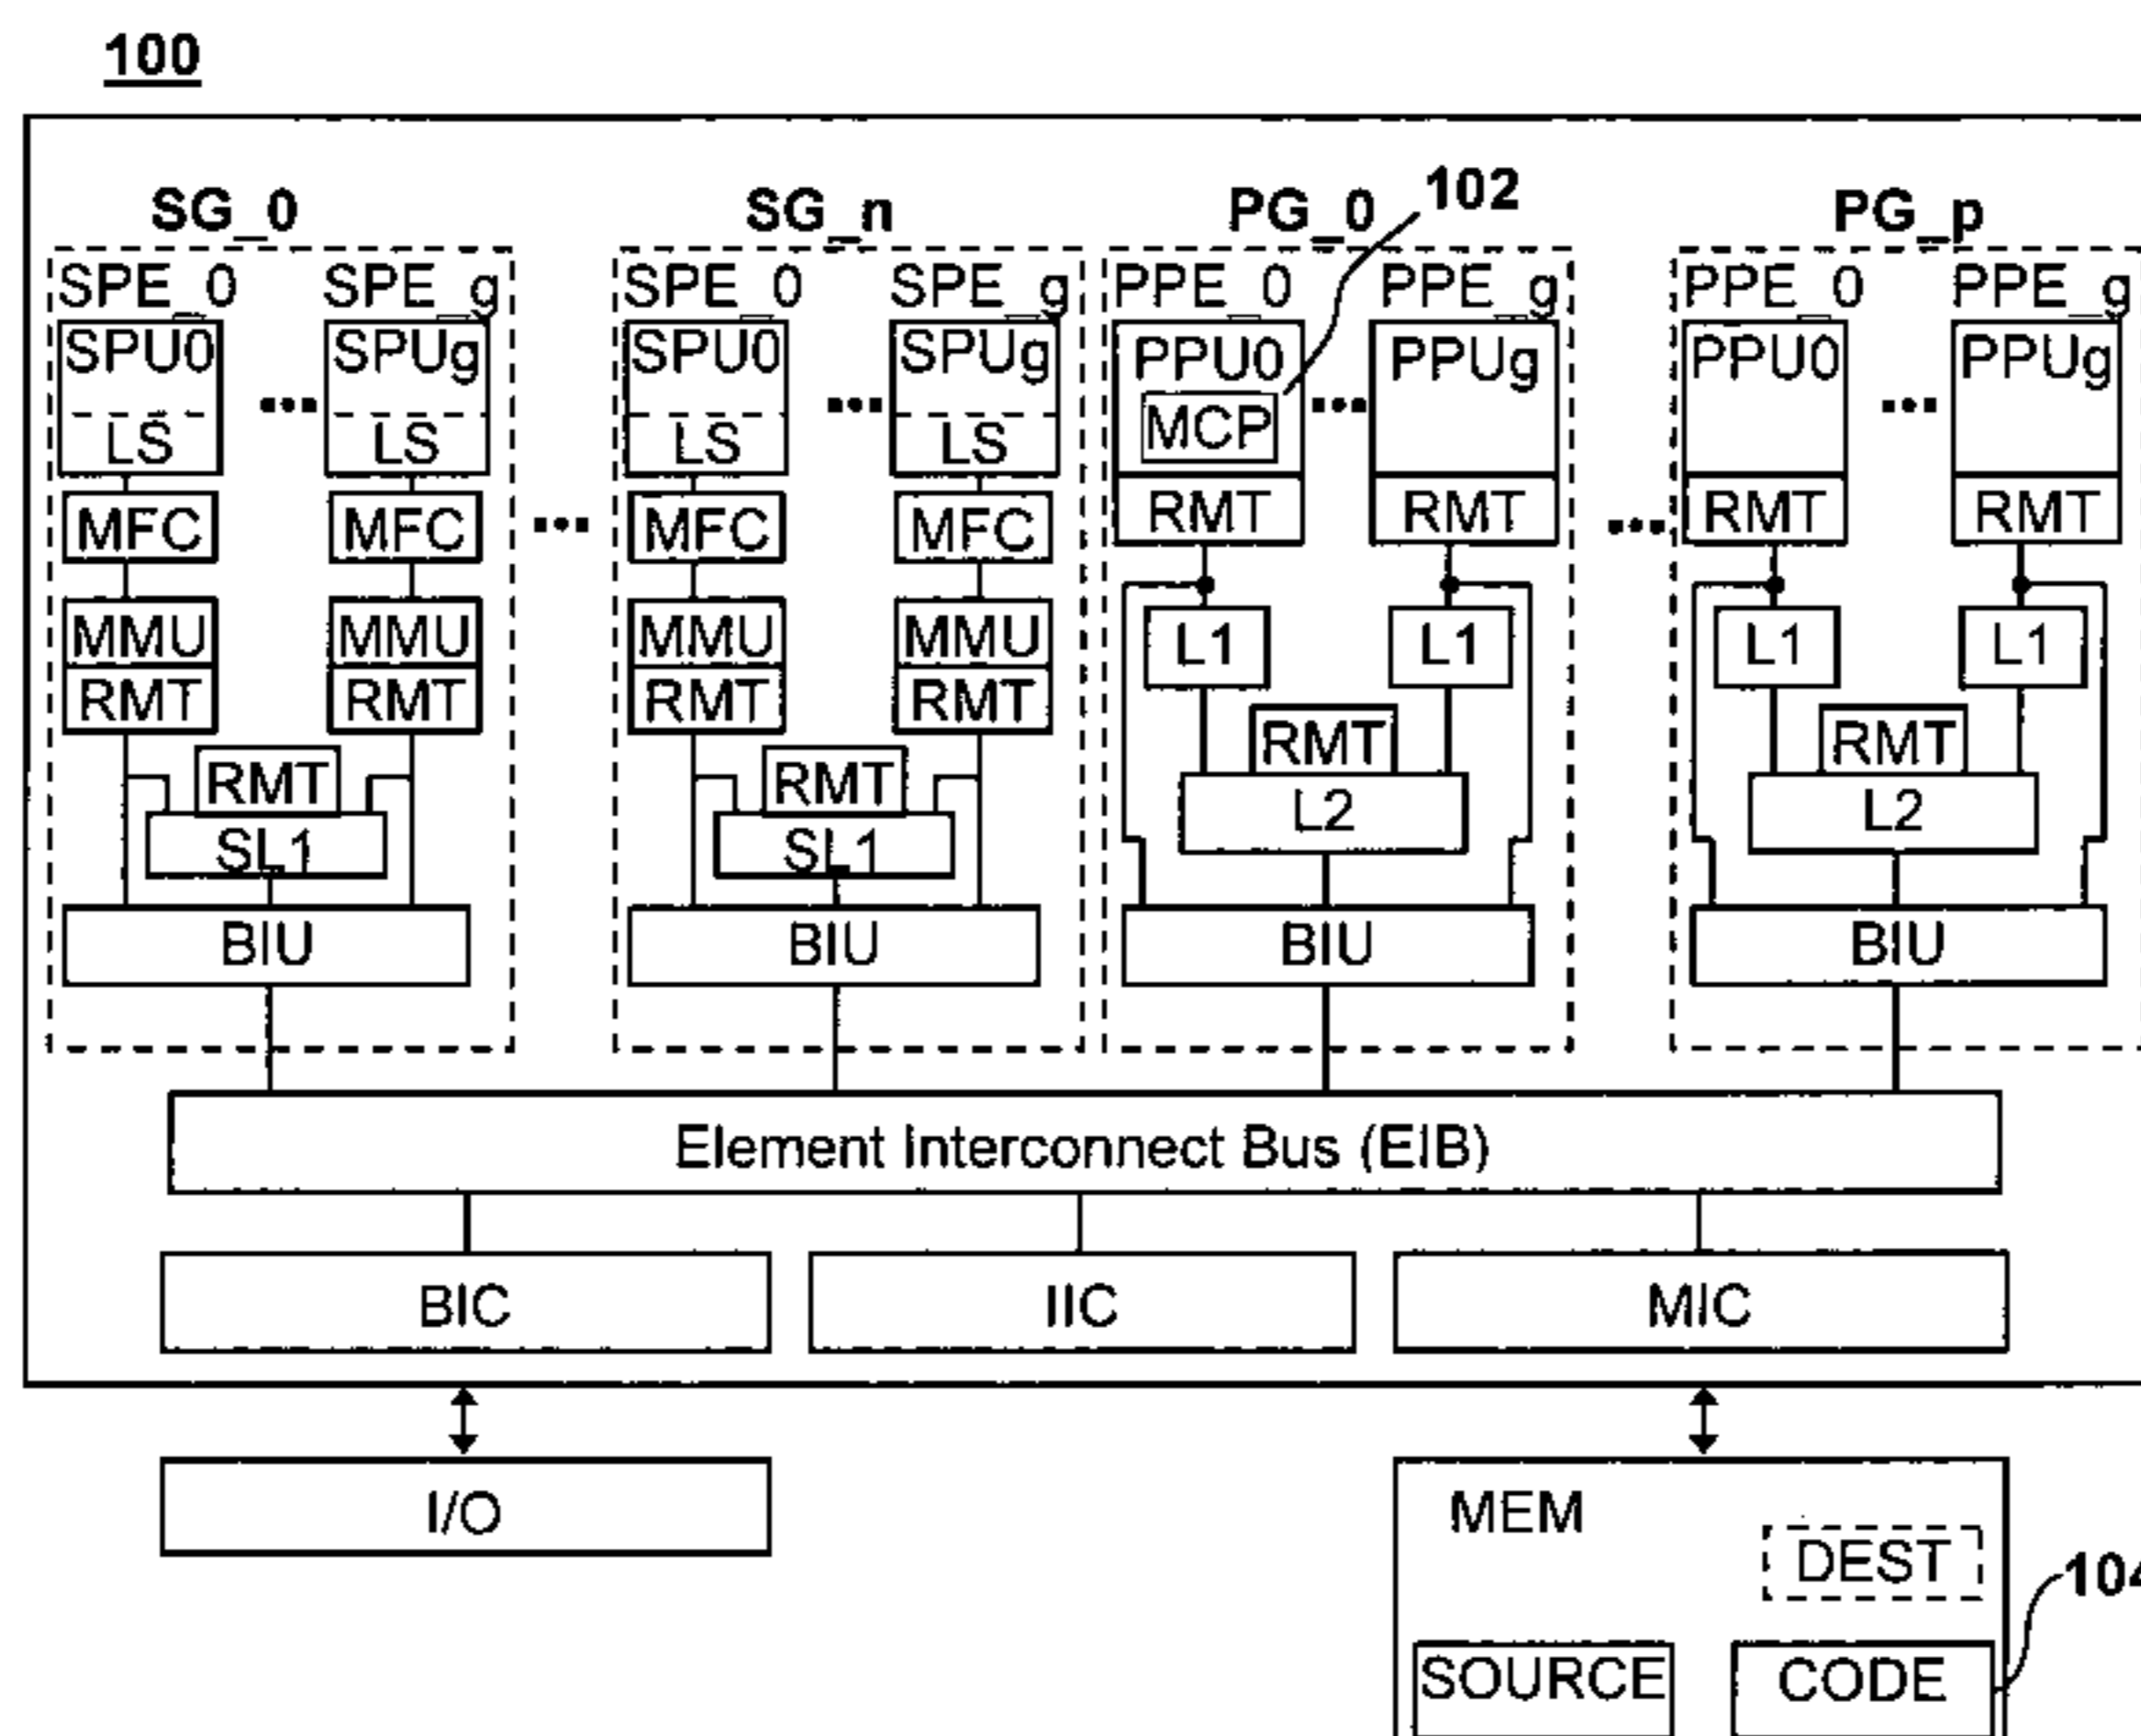 100
SG_0 SG_n PG_0 102 PG_p
SPE_0 SPE_g SPE_0 SPE_g PPE_0 PPE_g PPE_0 PPE_g
SPU0 SPUg SPU0 SPUg PPU0 PPUg PPU0 PPUg
LS LS LS LS MCP
MFC MFC MFC MFC RMT RMT RMT RMT
MMU MMU MMU MMU L1 L1 L1 L1
RMT RMT RMT RMT
RMT RMT RMT RMT
SL1 SL1 L2 L2
BIU BIU BIU BIU
Element Interconnect Bus (EIB)
BIC IIC MIC
I/O MEM
DEST 104
SOURCE CODE